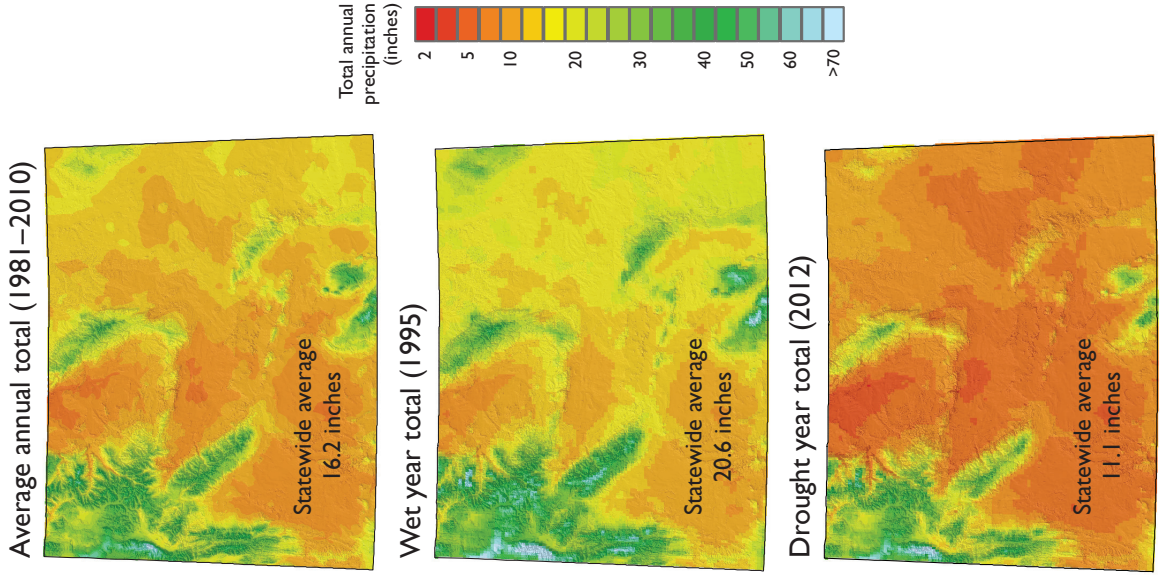 Average annual total (1981–2010)
Statewide average
16.2 inches
Wet year total (1995)
Statewide average
20.6 inches
Drought year total (2012)
Statewide average
11.1 inches
Total annual
precipitation
(inches)
2
5
10
20
30
40
50
60
>70